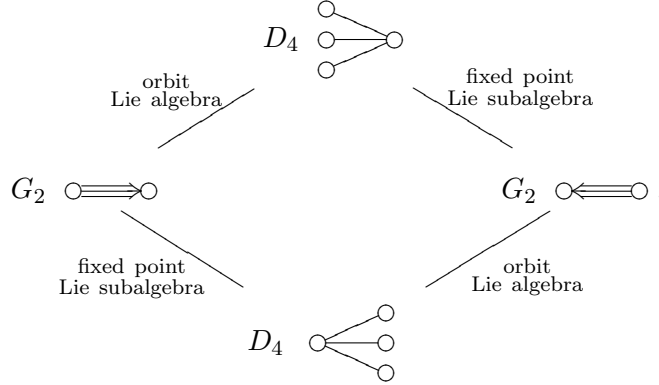 D₄
orbit
Lie algebra
fixed point
Lie subalgebra
G₂
G₂
fixed point
Lie subalgebra
orbit
Lie algebra
D₄